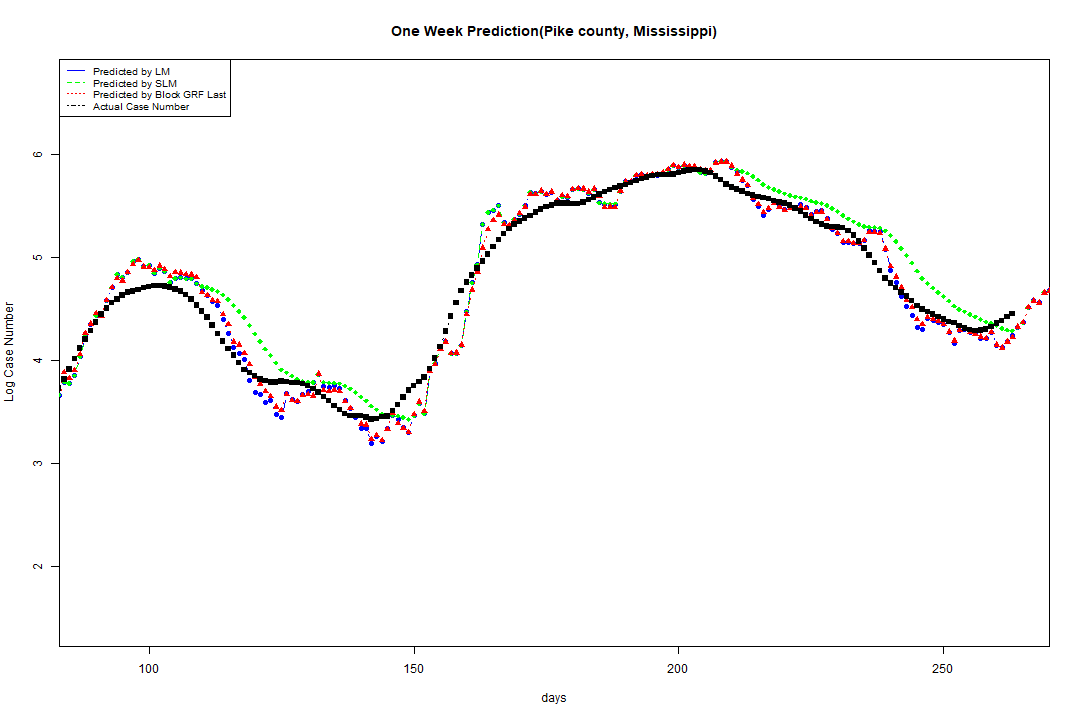 One Week Prediction(Pike county, Mississippi)
Predicted by LM
Predicted by SLM
Predicted by Block GRF Last
Actual Case Number
Log Case Number
6
5
4
3
2
100 150 200 250
days